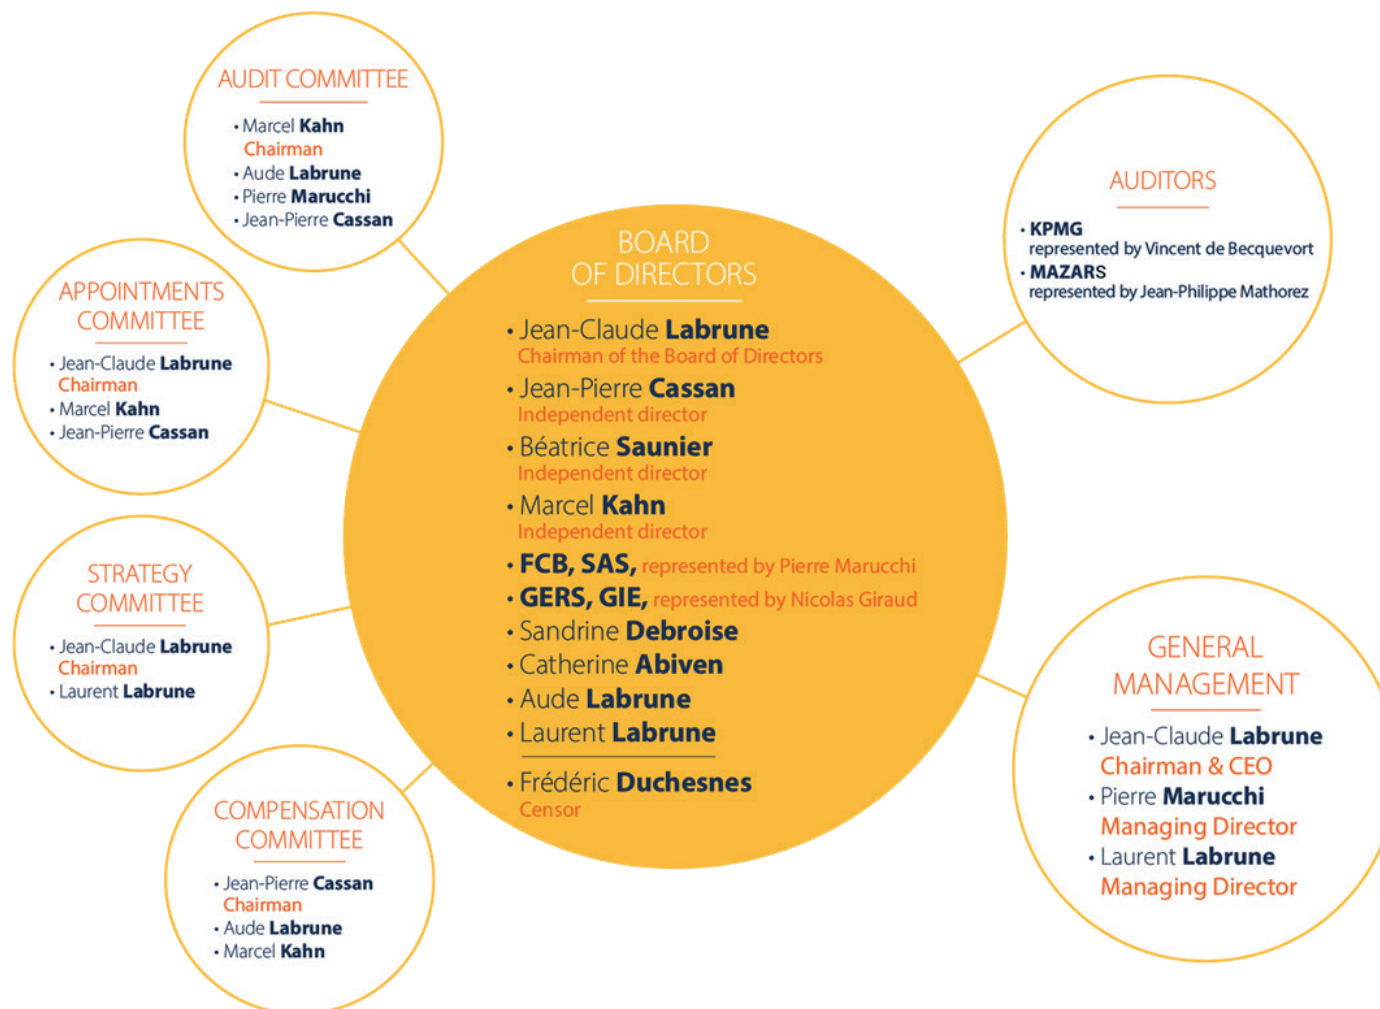 AUDIT COMMITTEE
• Marcel Kahn
Chairman
• Aude Labrune
• Pierre Marucchi
• Jean-Pierre Cassan
APPOINTMENTS
COMMITTEE
• Jean-Claude Labrune
Chairman
• Marcel Kahn
• Jean-Pierre Cassan
STRATEGY
COMMITTEE
• Jean-Claude Labrune
Chairman
• Laurent Labrune
COMPENSATION
COMMITTEE
• Jean-Pierre Cassan
Chairman
• Aude Labrune
• Marcel Kahn
BOARD
OF DIRECTORS
• Jean-Claude Labrune
Chairman of the Board of Directors
• Jean-Pierre Cassan
Independent director
• Béatrice Saunier
Independent director
• Marcel Kahn
Independent director
• FCB, SAS, represented by Pierre Marucchi
• GERS, GIE, represented by Nicolas Giraud
• Sandrine Debroise
• Catherine Abiven
• Aude Labrune
• Laurent Labrune
• Frédéric Duchesnes
Censor
AUDITORS
• KPMG
represented by Vincent de Becquevort
• MAZARS
represented by Jean-Philippe Mathorez
GENERAL
MANAGEMENT
• Jean-Claude Labrune
Chairman & CEO
• Pierre Marucchi
Managing Director
• Laurent Labrune
Managing Director